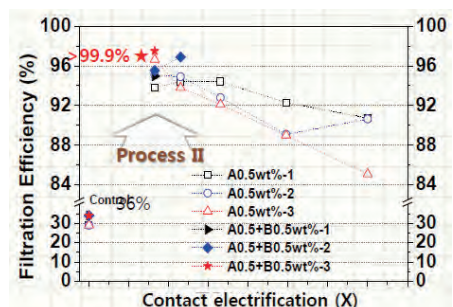 100
100
>99.9%
96
96
92
92
88
88
84
84
Process II
A0.5wt%-1
A0.5wt%-2
A0.5wt%-3
A0.5+B0.5wt%-1
A0.5+B0.5wt%-2
A0.5+B0.5wt%-3
Control
36%
30
30
20
20
10
10
0
0
Filtration Efficiency (%)
Filtration Efficiency (%)
Contact electrification (X)